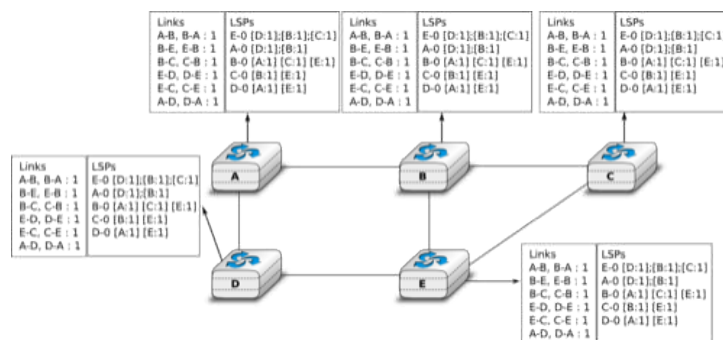 Links LSPs
A-B, B-A : 1 E-0 [D:1];[B:1];[C:1]
B-E, E-B : 1 A-0 [D:1];[B:1]
B-C, C-B : 1 B-0 [A:1] [C:1] [E:1]
E-D, D-E : 1 C-0 [B:1] [E:1]
E-C, C-E : 1 D-0 [A:1] [E:1]
A-D, D-A : 1
Links LSPs
A-B, B-A : 1 E-0 [D:1];[B:1];[C:1]
B-E, E-B : 1 A-0 [D:1];[B:1]
B-C, C-B : 1 B-0 [A:1] [C:1] [E:1]
E-D, D-E : 1 C-0 [B:1] [E:1]
E-C, C-E : 1 D-0 [A:1] [E:1]
A-D, D-A : 1
Links LSPs
A-B, B-A : 1 E-0 [D:1];[B:1];[C:1]
B-E, E-B : 1 A-0 [D:1];[B:1]
B-C, C-B : 1 B-0 [A:1] [C:1] [E:1]
E-D, D-E : 1 C-0 [B:1] [E:1]
E-C, C-E : 1 D-0 [A:1] [E:1]
A-D, D-A : 1
A
B
C
Links LSPs
A-B, B-A : 1 E-0 [D:1];[B:1];[C:1]
B-E, E-B : 1 A-0 [D:1];[B:1]
B-C, C-B : 1 B-0 [A:1] [C:1] [E:1]
E-D, D-E : 1 C-0 [B:1] [E:1]
E-C, C-E : 1 D-0 [A:1] [E:1]
A-D, D-A : 1
D
E
Links LSPs
A-B, B-A : 1 E-0 [D:1];[B:1];[C:1]
B-E, E-B : 1 A-0 [D:1];[B:1]
B-C, C-B : 1 B-0 [A:1] [C:1] [E:1]
E-D, D-E : 1 C-0 [B:1] [E:1]
E-C, C-E : 1 D-0 [A:1] [E:1]
A-D, D-A : 1